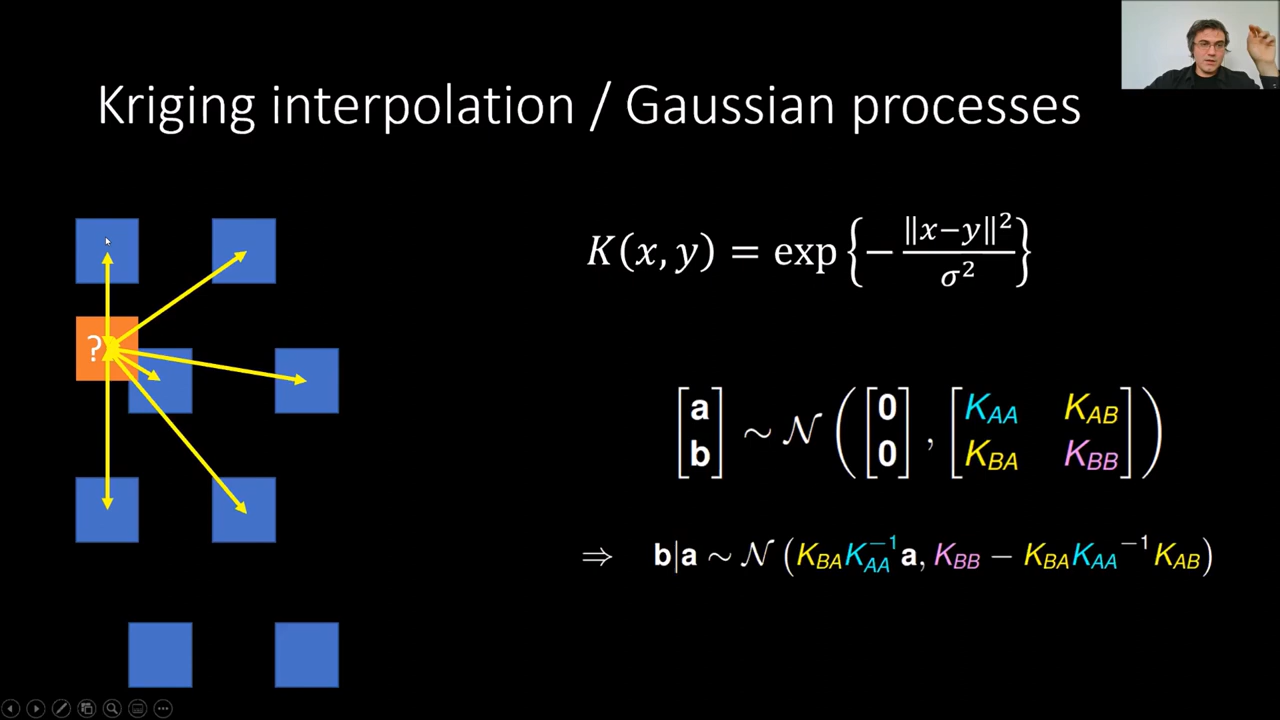 Kriging interpolation / Gaussian processes
?
K(x, y) = exp{−‖x−y‖²/σ²}
[a b] ~ 𝒩([0 0], [K_AA K_AB K_BA K_BB])
⇒ b|a ~ 𝒩(K_BA K_AA⁻¹ a, K_BB − K_BA K_AA⁻¹ K_AB)